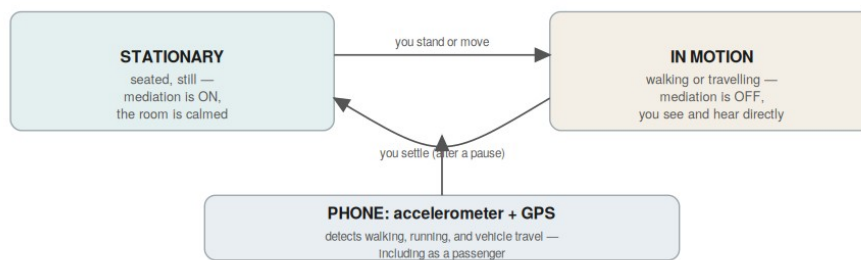 STATIONARY
seated, still —
mediation is ON,
the room is calmed
you stand or move
IN MOTION
walking or travelling —
mediation is OFF,
you see and hear directly
you settle (after a pause)
PHONE: accelerometer + GPS
detects walking, running, and vehicle travel —
including as a passenger